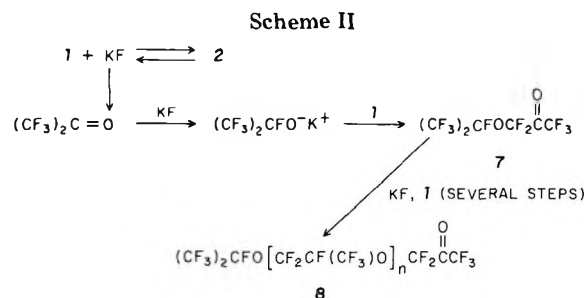 Scheme II
1 + KF ⇌ 2
(CF₃)₂C=O KF (CF₃)₂CFO⁻K⁺ 1 (CF₃)₂CFOCF₂CCF₃
O
7
KF, 1 (SEVERAL STEPS)
O
(CF₃)₂CFO[CF₂CF(CF₃)O]ₙCF₂CCF₃
8